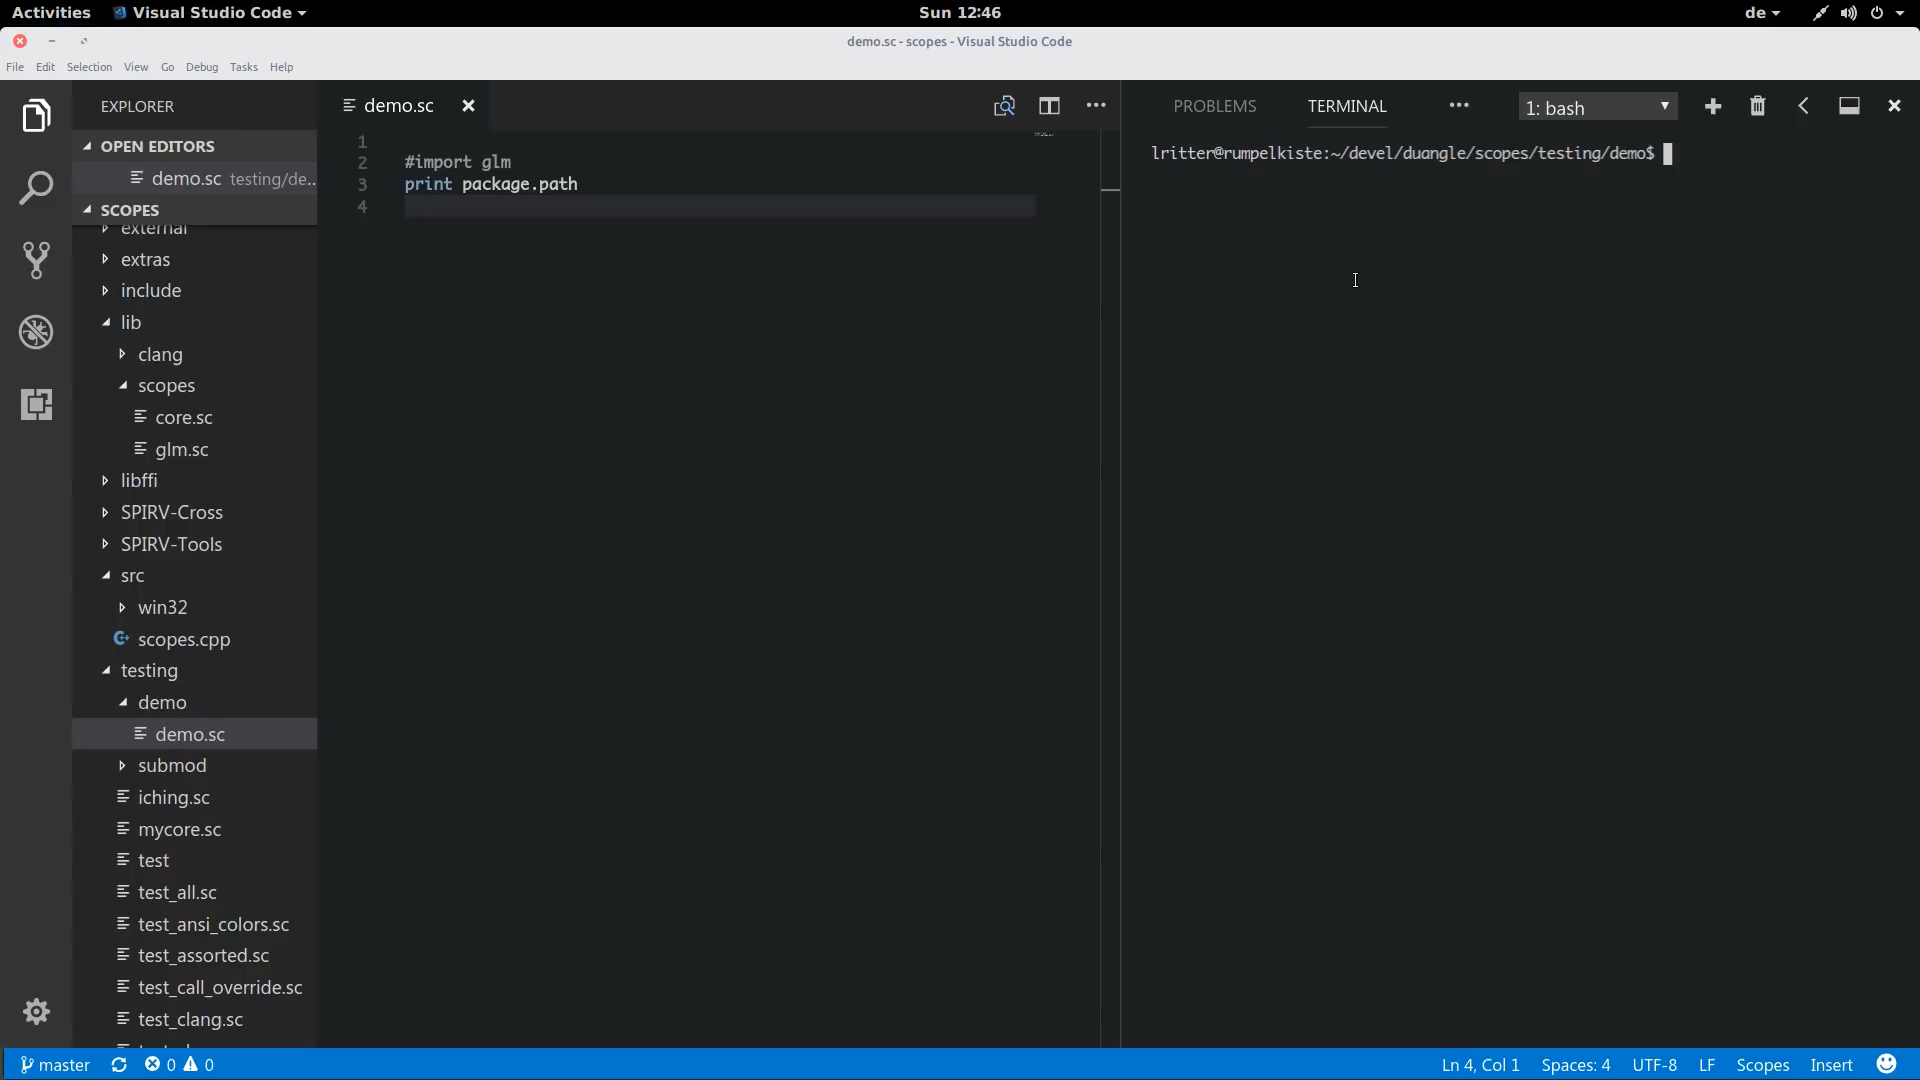 Activities Visual Studio Code Sun 12:46 de
demo.sc - scopes - Visual Studio Code
File Edit Selection View Go Debug Tasks Help
EXPLORER
OPEN EDITORS
demo.sc testing/de...
SCOPES
external
extras
include
lib
clang
scopes
core.sc
glm.sc
libffi
SPIRV-Cross
SPIRV-Tools
src
win32
scopes.cpp
testing
demo
demo.sc
submod
iching.sc
mycore.sc
test
test_all.sc
test_ansi_colors.sc
test_assorted.sc
test_call_override.sc
test_clang.sc
demo.sc
1
2 #import glm
3 print package.path
4
PROBLEMS TERMINAL ••• 1: bash
lritter@rumpelkiste:~/devel/duangle/scopes/testing/demo$
master 0 0 Ln 4, Col 1 Spaces: 4 UTF-8 LF Scopes Insert